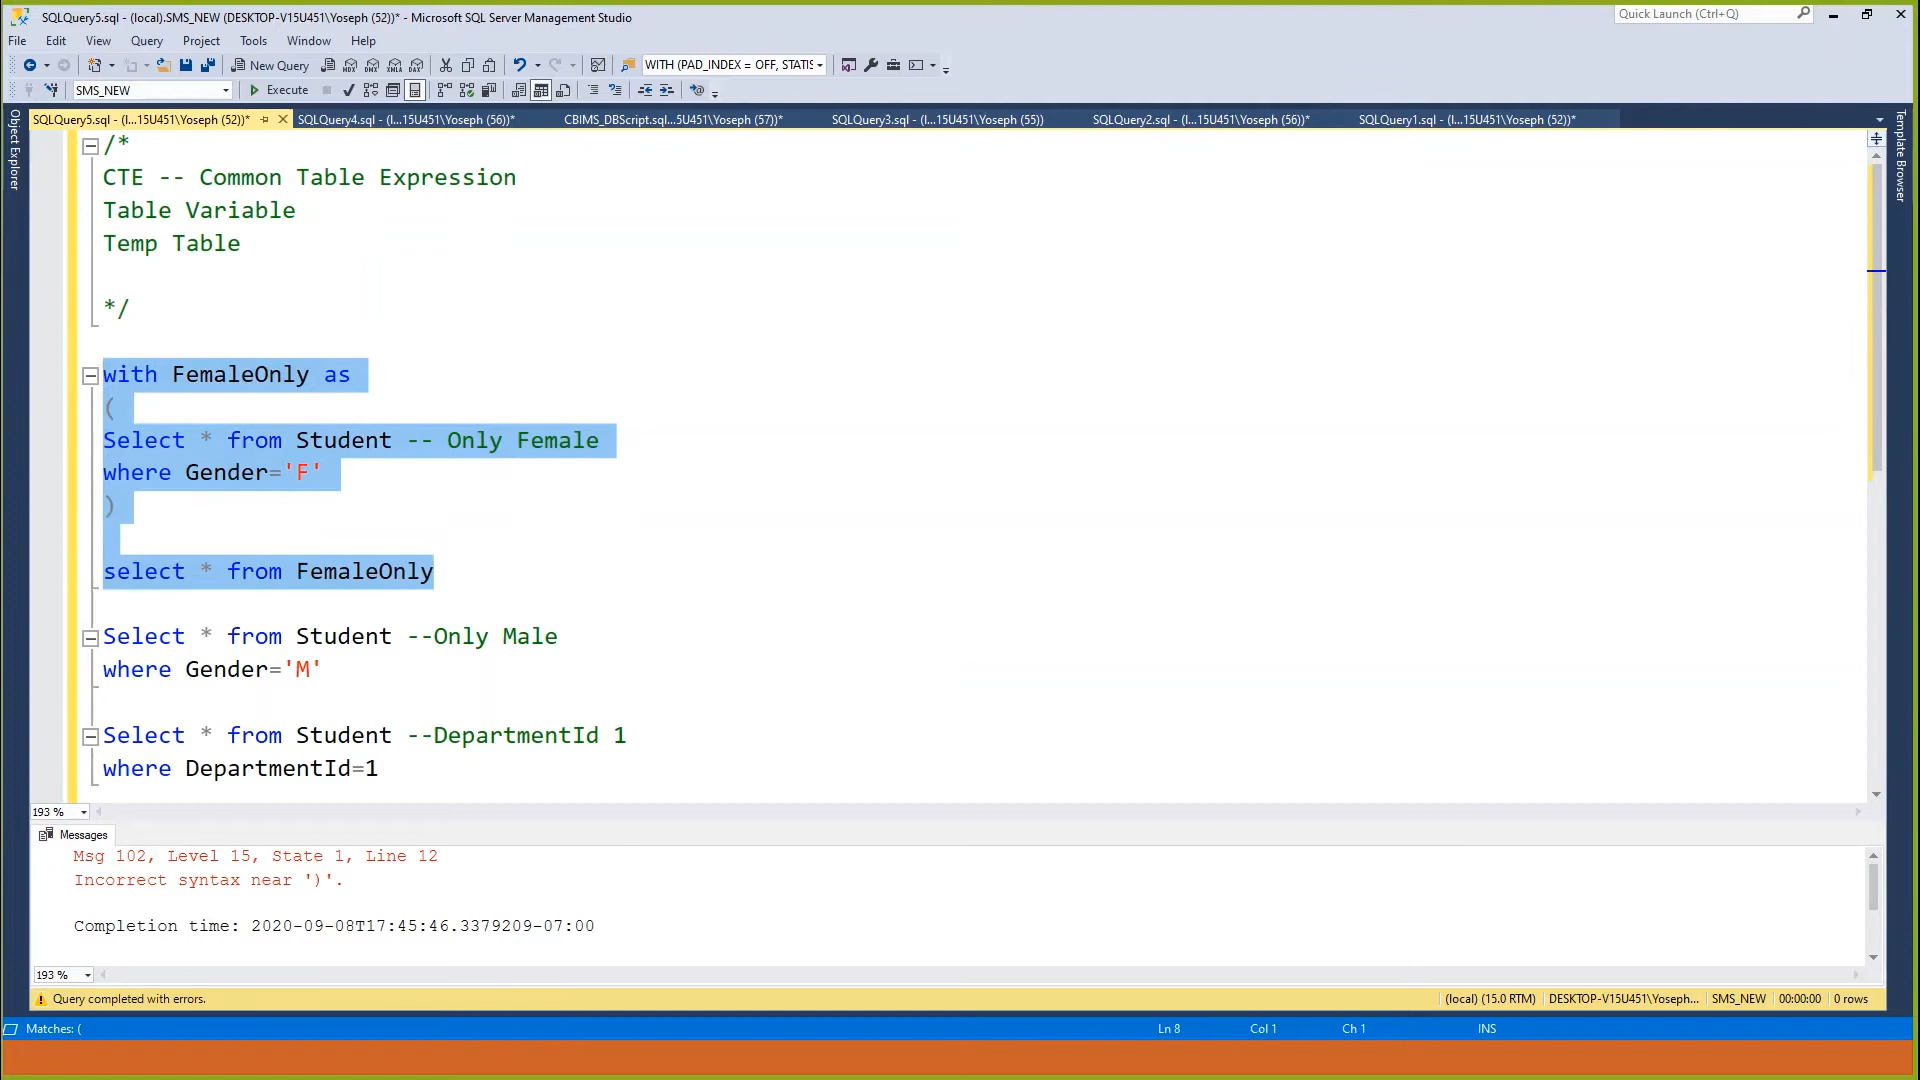 SQLQuery5.sql - (local).SMS_NEW (DESKTOP-V15U451\Yoseph (52))* - Microsoft SQL Server Management Studio
Quick Launch (Ctrl+Q)
File Edit View Query Project Tools Window Help
New Query
WITH (PAD_INDEX = OFF, STATIS
SMS_NEW
Execute
Object Explorer
SQLQuery5.sql - (l...15U451\Yoseph (52))*
SQLQuery4.sql - (l...15U451\Yoseph (56))*
CBIMS_DBScript.sql...5U451\Yoseph (57))*
SQLQuery3.sql - (l...15U451\Yoseph (55))
SQLQuery2.sql - (l...15U451\Yoseph (56))*
SQLQuery1.sql - (l...15U451\Yoseph (52))*
Template Browser
/*
CTE -- Common Table Expression
Table Variable
Temp Table
*/
with FemaleOnly as
(
Select * from Student -- Only Female
where Gender='F'
)
select * from FemaleOnly
Select * from Student --Only Male
where Gender='M'
Select * from Student --DepartmentId 1
where DepartmentId=1
193 %
Messages
Msg 102, Level 15, State 1, Line 12
Incorrect syntax near ')'.
Completion time: 2020-09-08T17:45:46.3379209-07:00
193 %
Query completed with errors.
(local) (15.0 RTM) DESKTOP-V15U451\Yoseph... SMS_NEW 00:00:00 0 rows
Matches: (
Ln 8 Col 1 Ch 1 INS